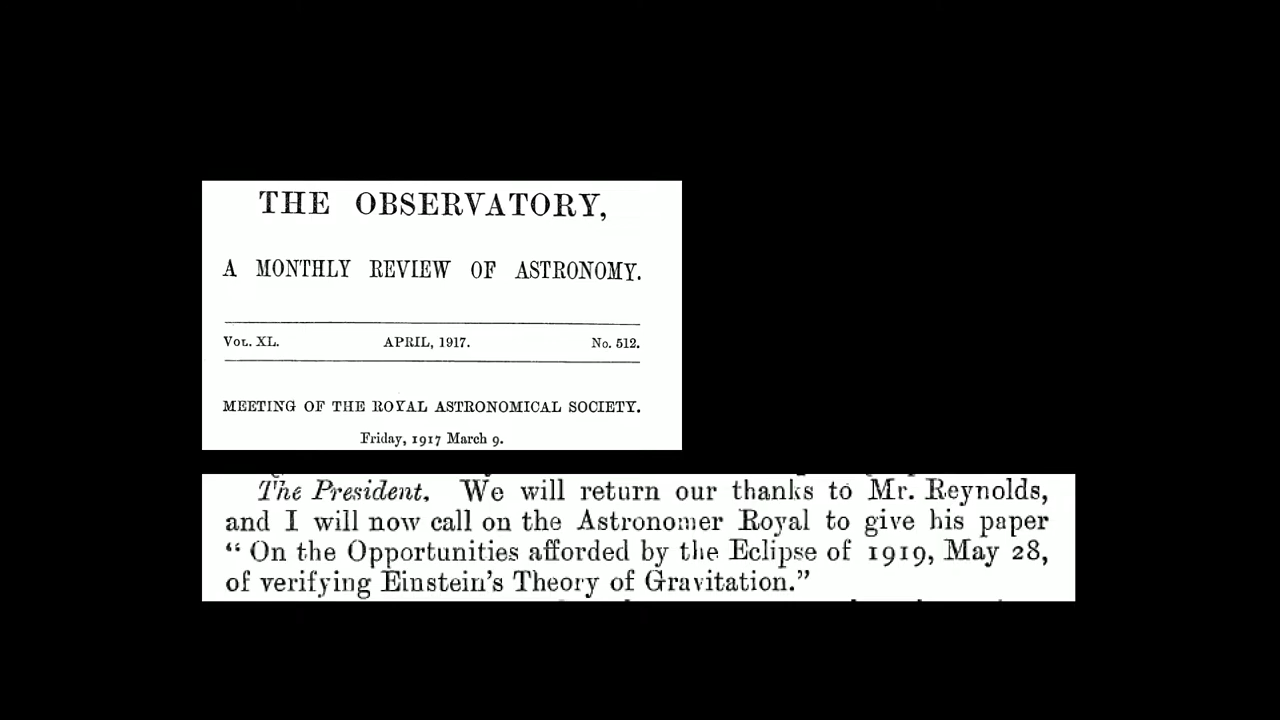 THE OBSERVATORY,
A MONTHLY REVIEW OF ASTRONOMY.
VOL. XL. APRIL, 1917. No. 512.
MEETING OF THE ROYAL ASTRONOMICAL SOCIETY.
Friday, 1917 March 9.
The President. We will return our thanks to Mr. Reynolds,
and I will now call on the Astronomer Royal to give his paper
“ On the Opportunities afforded by the Eclipse of 1919, May 28,
of verifying Einstein’s Theory of Gravitation.”